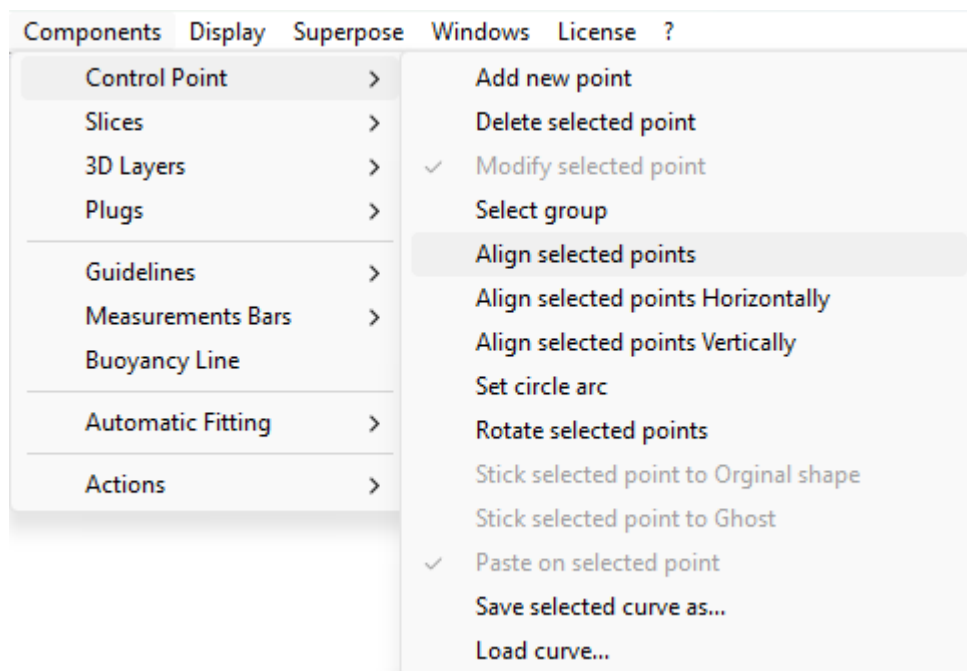 Components Display Superpose Windows License ?
Control Point
Slices
3D Layers
Plugs
Guidelines
Measurements Bars
Buoyancy Line
Automatic Fitting
Actions
Add new point
Delete selected point
Modify selected point
Select group
Align selected points
Align selected points Horizontally
Align selected points Vertically
Set circle arc
Rotate selected points
Stick selected point to Orginal shape
Stick selected point to Ghost
Paste on selected point
Save selected curve as...
Load curve...